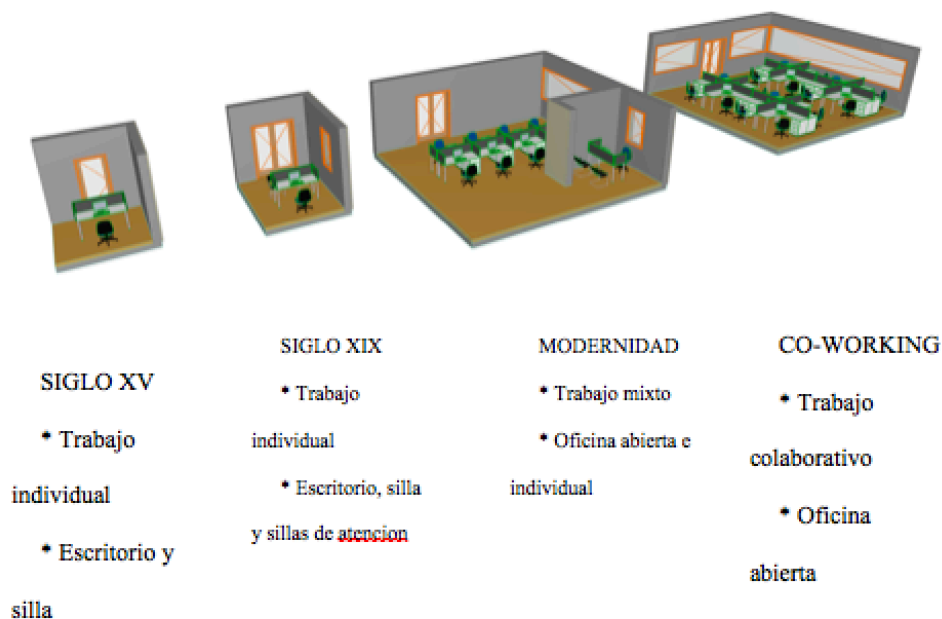 SIGLO XV
* Trabajo
individual
* Escritorio y
silla
SIGLO XIX
* Trabajo
individual
* Escritorio, silla
y sillas de atencion
MODERNIDAD
* Trabajo mixto
* Oficina abierta e
individual
CO-WORKING
* Trabajo
colaborativo
* Oficina
abierta